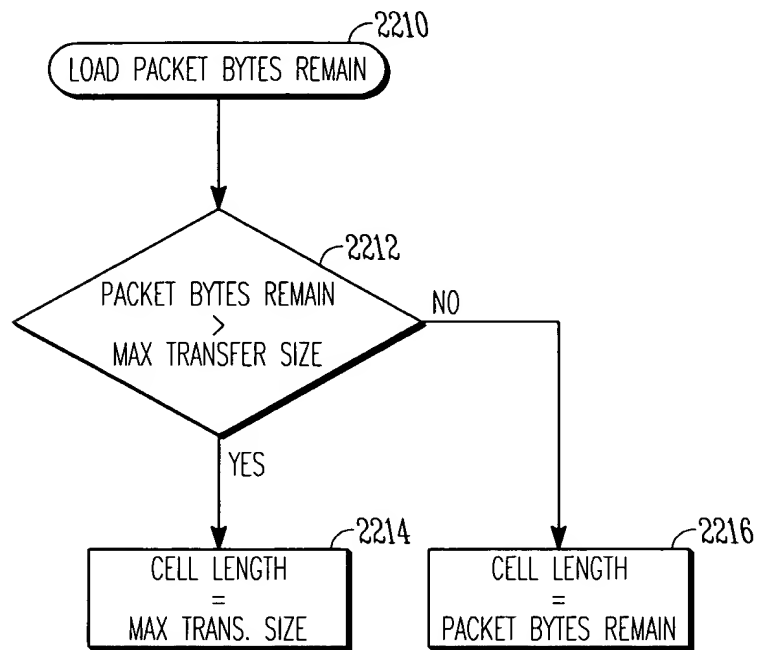 2210
LOAD PACKET BYTES REMAIN
2212
PACKET BYTES REMAIN
>
MAX TRANSFER SIZE
NO
YES
2214
CELL LENGTH
=
MAX TRANS. SIZE
2216
CELL LENGTH
=
PACKET BYTES REMAIN